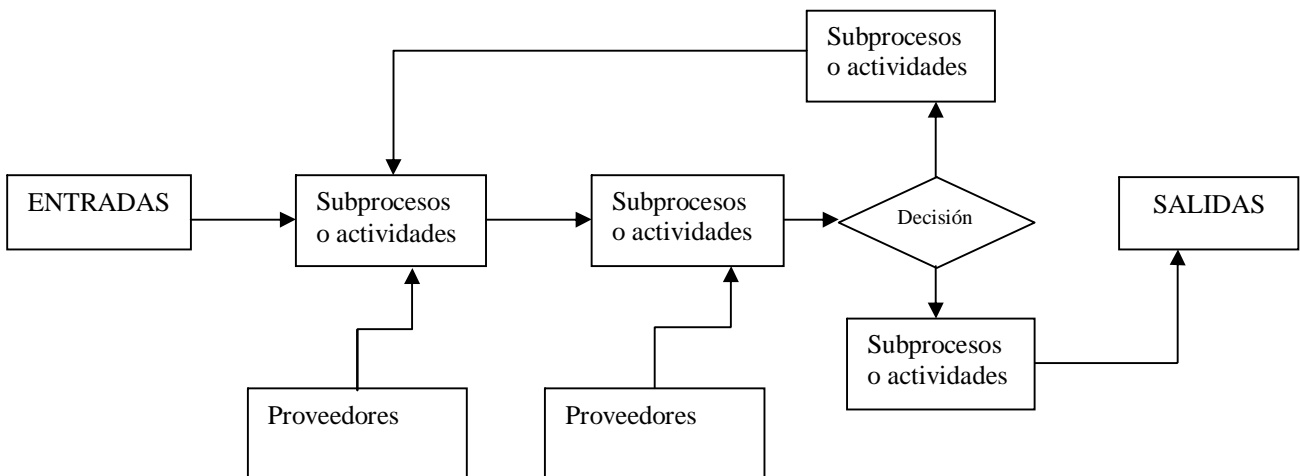 Subprocesos
o actividades
ENTRADAS
Subprocesos
o actividades
Subprocesos
o actividades
Decisión
SALIDAS
Subprocesos
o actividades
Proveedores
Proveedores